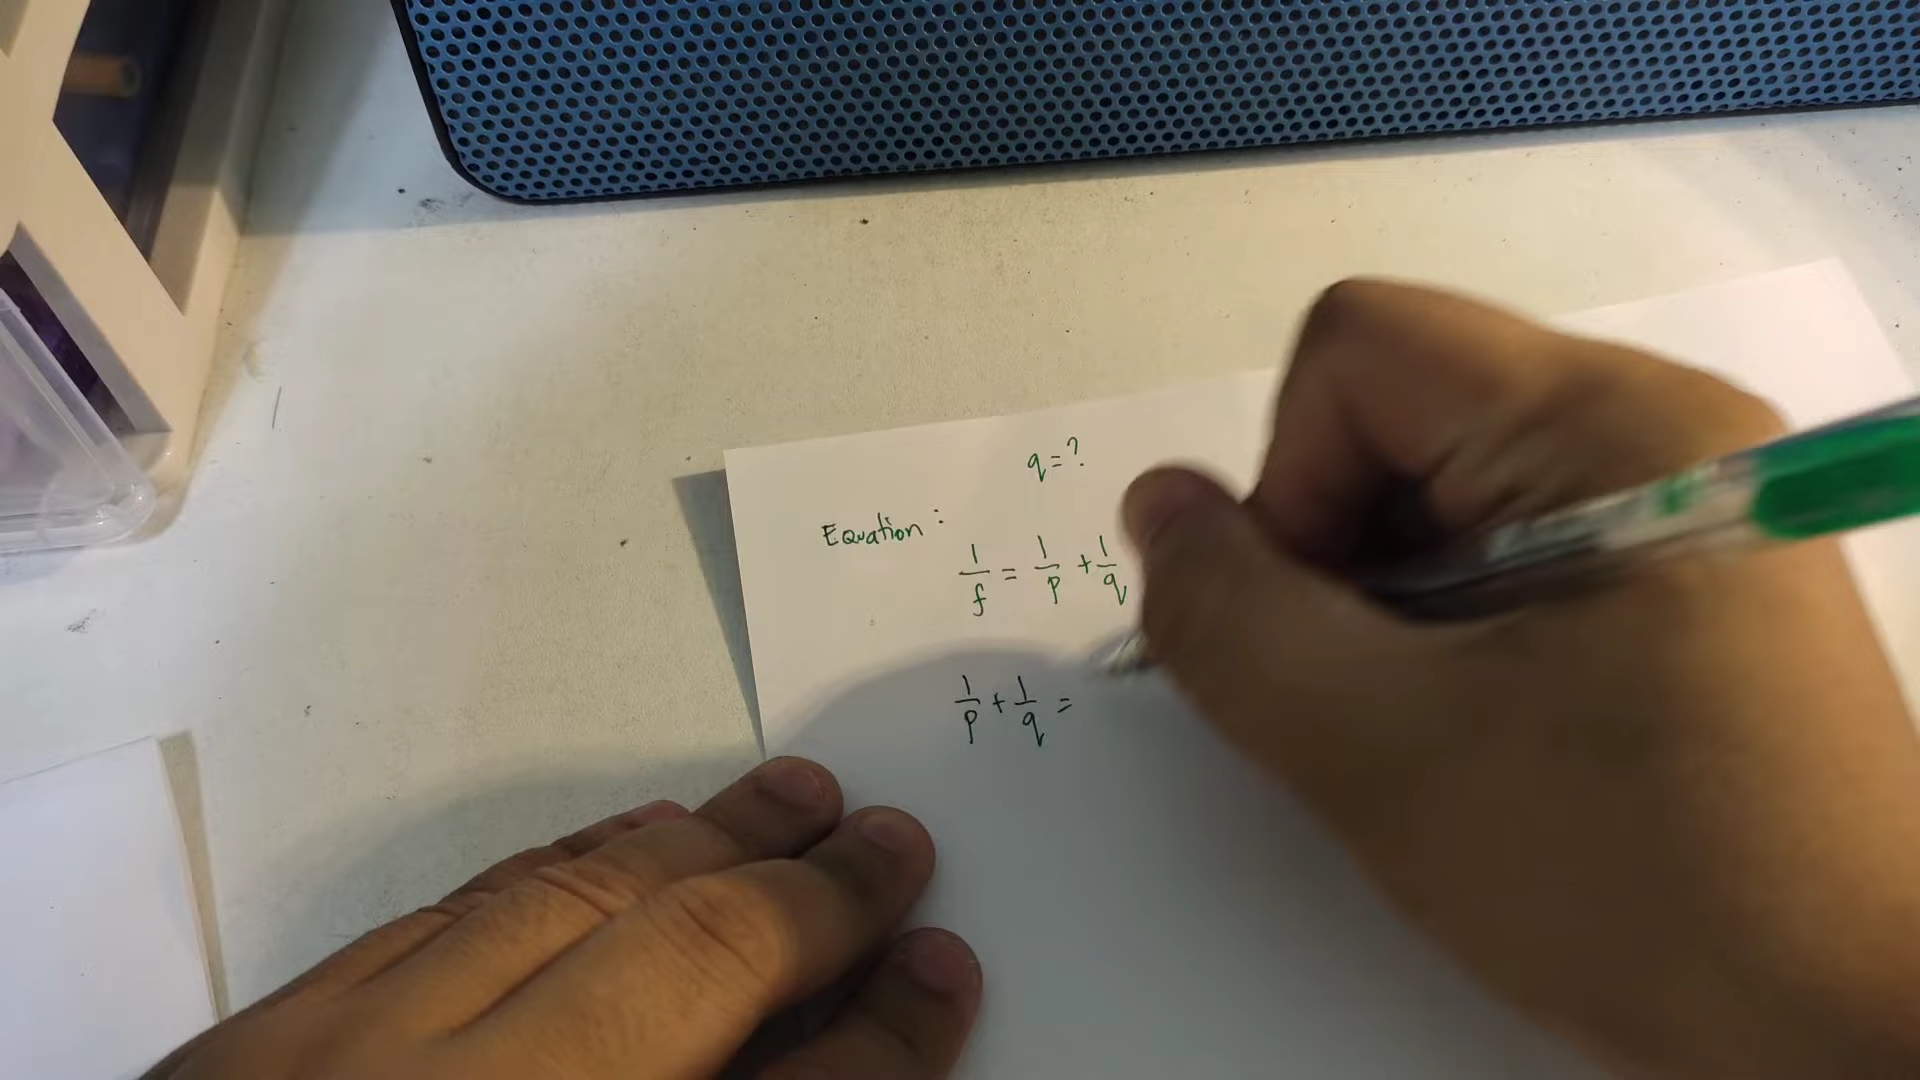 q = ?
Equation :
1/f = 1/p + 1/q
1/p + 1/q =